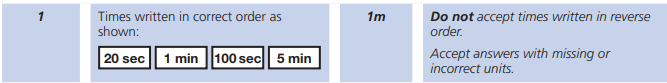 1
Times written in correct order as
shown:
20 sec 1 min 100 sec 5 min
1m
Do not accept times written in reverse
order.
Accept answers with missing or
incorrect units.